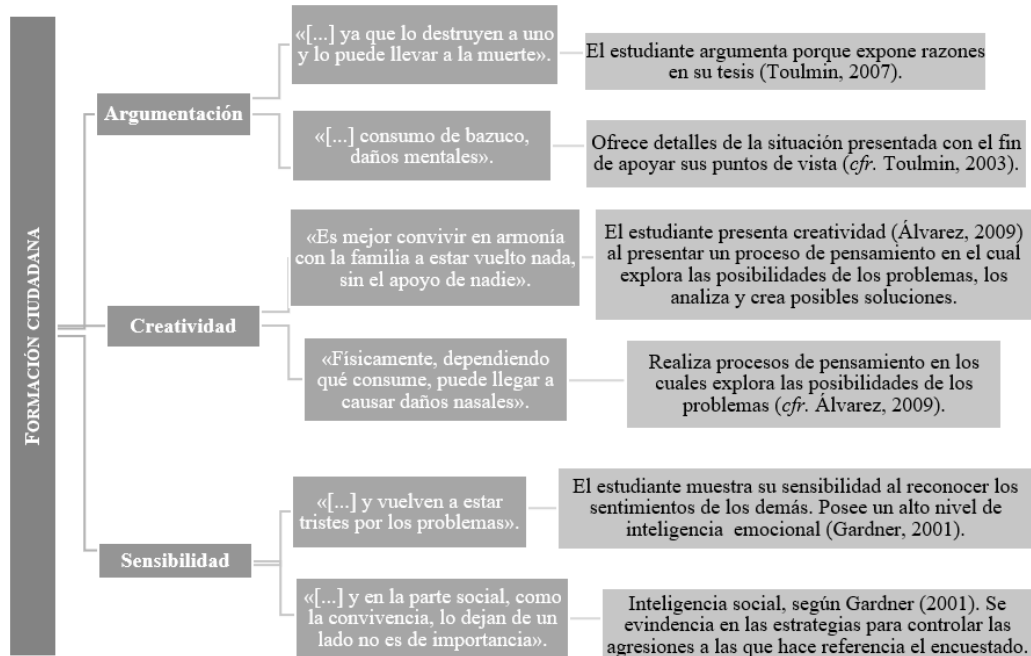 FORMACIÓN CIUDADANA
Argumentación
«[...] ya que lo destruyen a uno
y lo puede llevar a la muerte».
El estudiante argumenta porque expone razones
en su tesis (Toulmin, 2007).
«[...] consumo de bazuco,
daños mentales».
Ofrece detalles de la situación presentada con el fin
de apoyar sus puntos de vista (cfr. Toulmin, 2003).
Creatividad
«Es mejor convivir en armonía
con la familia a estar vuelto nada,
sin el apoyo de nadie».
El estudiante presenta creatividad (Álvarez, 2009)
al presentar un proceso de pensamiento en el cual
explora las posibilidades de los problemas, los
analiza y crea posibles soluciones.
«Físicamente, dependiendo
qué consume, puede llegar a
causar daños nasales».
Realiza procesos de pensamiento en los
cuales explora las posibilidades de los
problemas (cfr. Álvarez, 2009).
Sensibilidad
«[...] y vuelven a estar
tristes por los problemas».
El estudiante muestra su sensibilidad al reconocer los
sentimientos de los demás. Posee un alto nivel de
inteligencia emocional (Gardner, 2001).
«[...] y en la parte social, como
la convivencia, lo dejan de un
lado no es de importancia».
Inteligencia social, según Gardner (2001). Se
evindencia en las estrategias para controlar las
agresiones a las que hace referencia el encuestado.